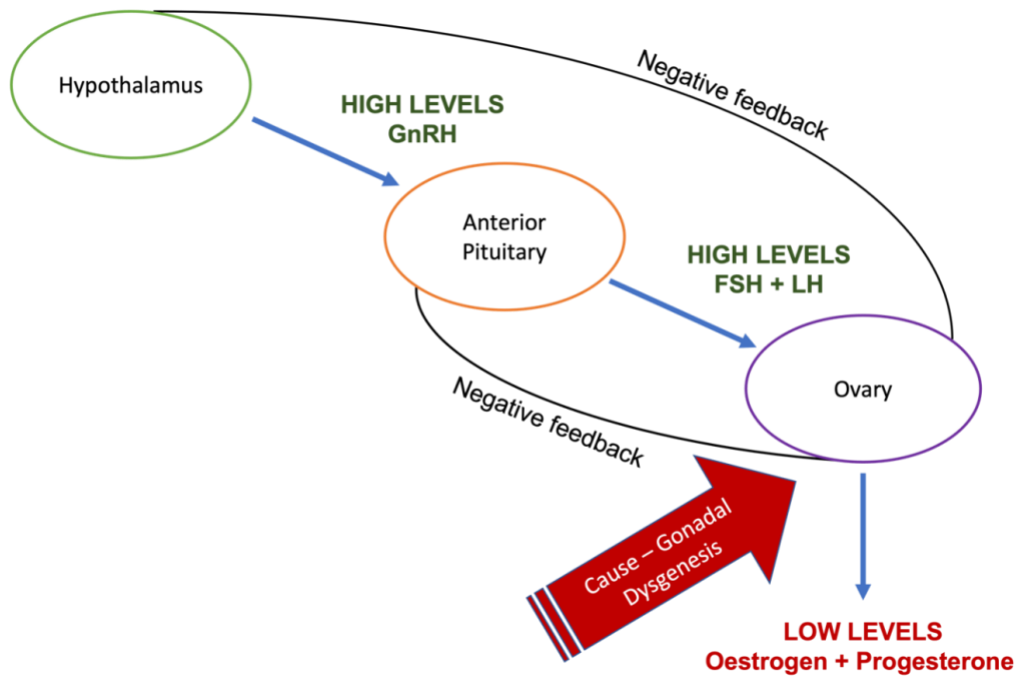 Hypothalamus
Negative feedback
HIGH LEVELS
GnRH
Anterior
Pituitary
HIGH LEVELS
FSH + LH
Ovary
Negative feedback
Cause – Gonadal
Dysgenesis
LOW LEVELS
Oestrogen + Progesterone